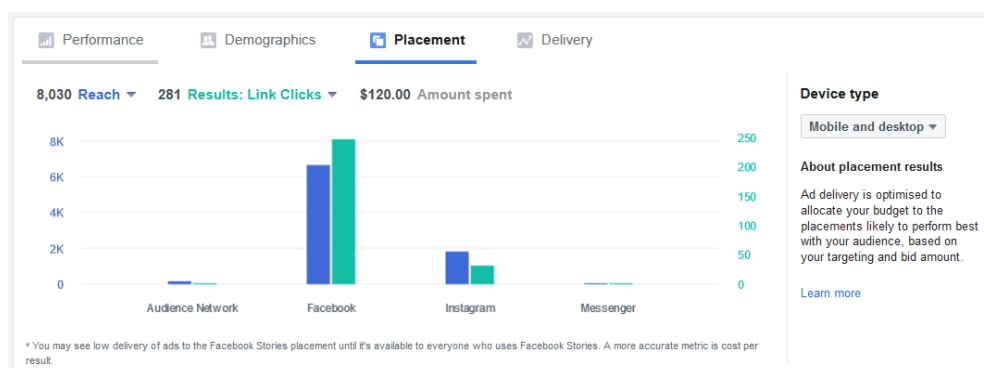 Performance Demographics Placement Delivery
8,030 Reach 281 Results: Link Clicks $120.00 Amount spent
8K
6K
4K
2K
0
250
200
150
100
50
0
Audience Network Facebook Instagram Messenger
* You may see low delivery of ads to the Facebook Stories placement until it's available to everyone who uses Facebook Stories. A more accurate metric is cost per
result.
Device type
Mobile and desktop
About placement results
Ad delivery is optimised to
allocate your budget to the
placements likely to perform best
with your audience, based on
your targeting and bid amount.
Learn more